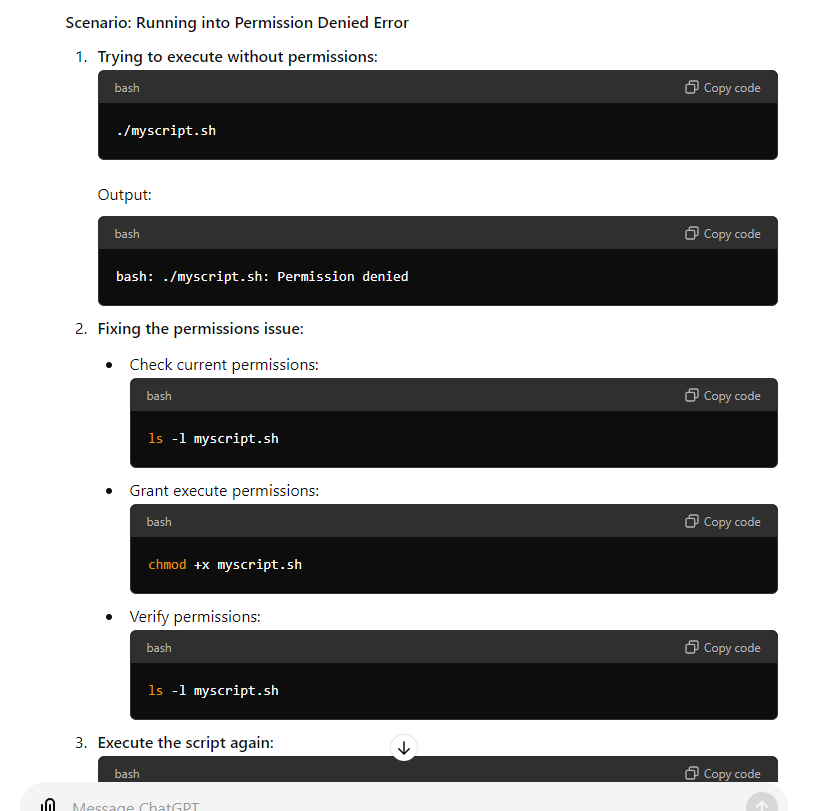 Scenario: Running into Permission Denied Error
1. Trying to execute without permissions:
bash Copy code
./myscript.sh
Output:
bash Copy code
bash: ./myscript.sh: Permission denied
2. Fixing the permissions issue:
• Check current permissions:
bash Copy code
ls -l myscript.sh
• Grant execute permissions:
bash Copy code
chmod +x myscript.sh
• Verify permissions:
bash Copy code
ls -l myscript.sh
3. Execute the script again:
bash Copy code
Message ChatGPT